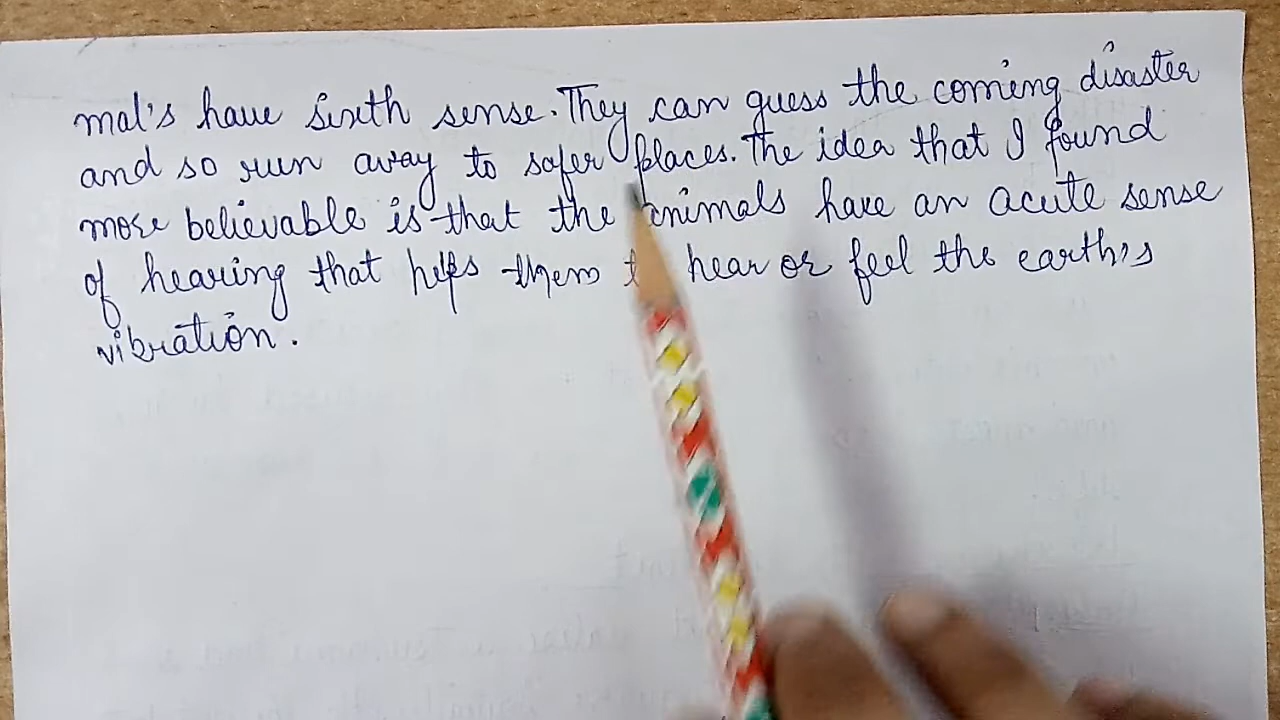 mal's have sixth sense. They can guess the coming disaster
and so run away to safer places. The idea that I found
more believable is that the animals have an acute sense
of hearing that helps them t hear or feel the earth's
vibration.